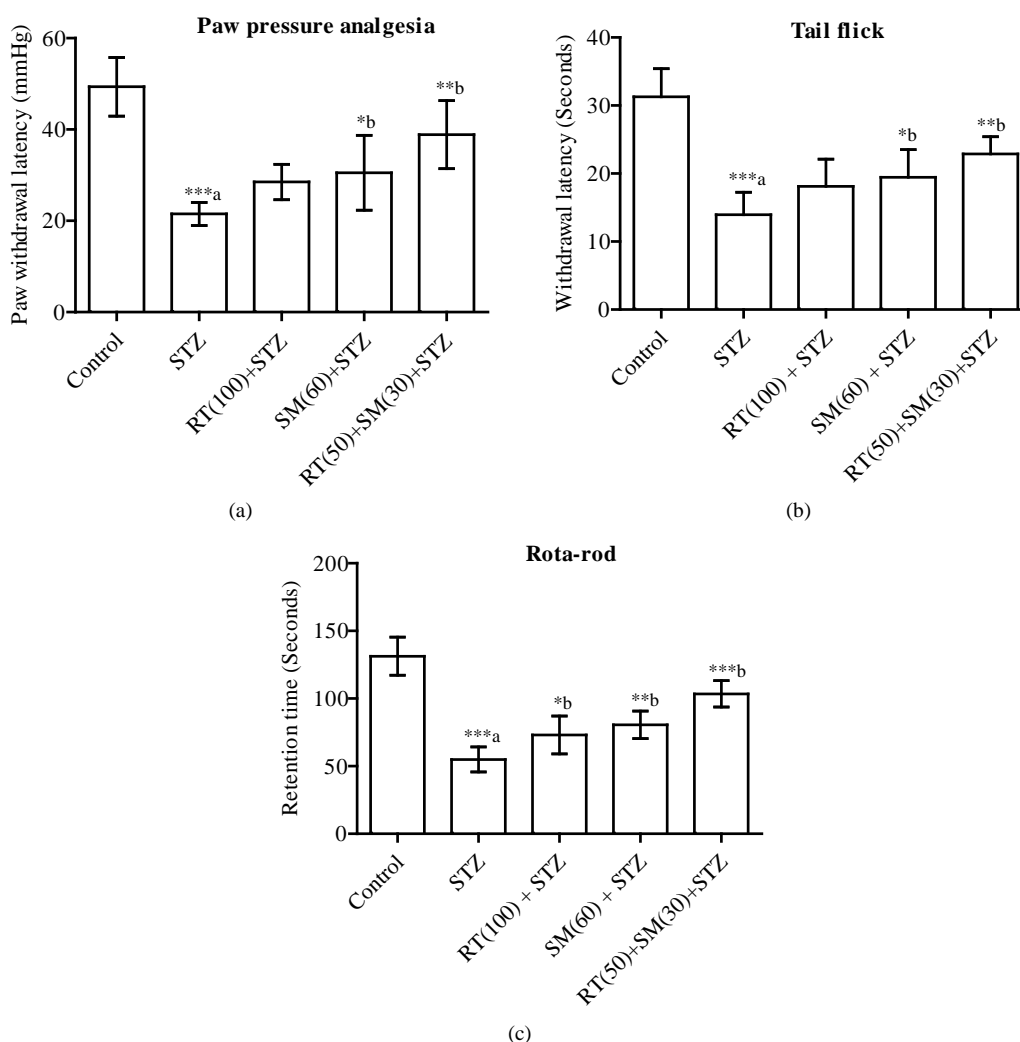 Paw pressure analgesia
Paw withdrawal latency (mmHg)
60
40
20
0
***a
*b
**b
Control
STZ
RT(100)+STZ
SM(60)+STZ
RT(50)+SM(30)+STZ
(a)
Tail flick
Withdrawal latency (Seconds)
40
30
20
10
0
***a
*b
**b
Control
STZ
RT(100) + STZ
SM(60) + STZ
RT(50)+SM(30)+STZ
(b)
Rota-rod
Retention time (Seconds)
200
150
100
50
0
***a
*b
**b
***b
Control
STZ
RT(100) + STZ
SM(60) + STZ
RT(50)+SM(30)+STZ
(c)